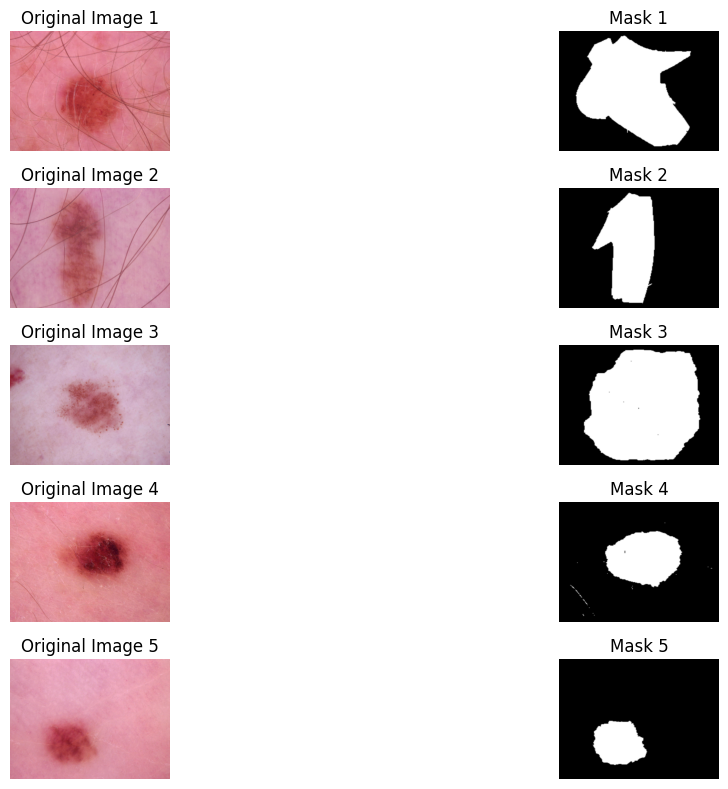 Original Image 1
Mask 1
Original Image 2
Mask 2
Original Image 3
Mask 3
Original Image 4
Mask 4
Original Image 5
Mask 5